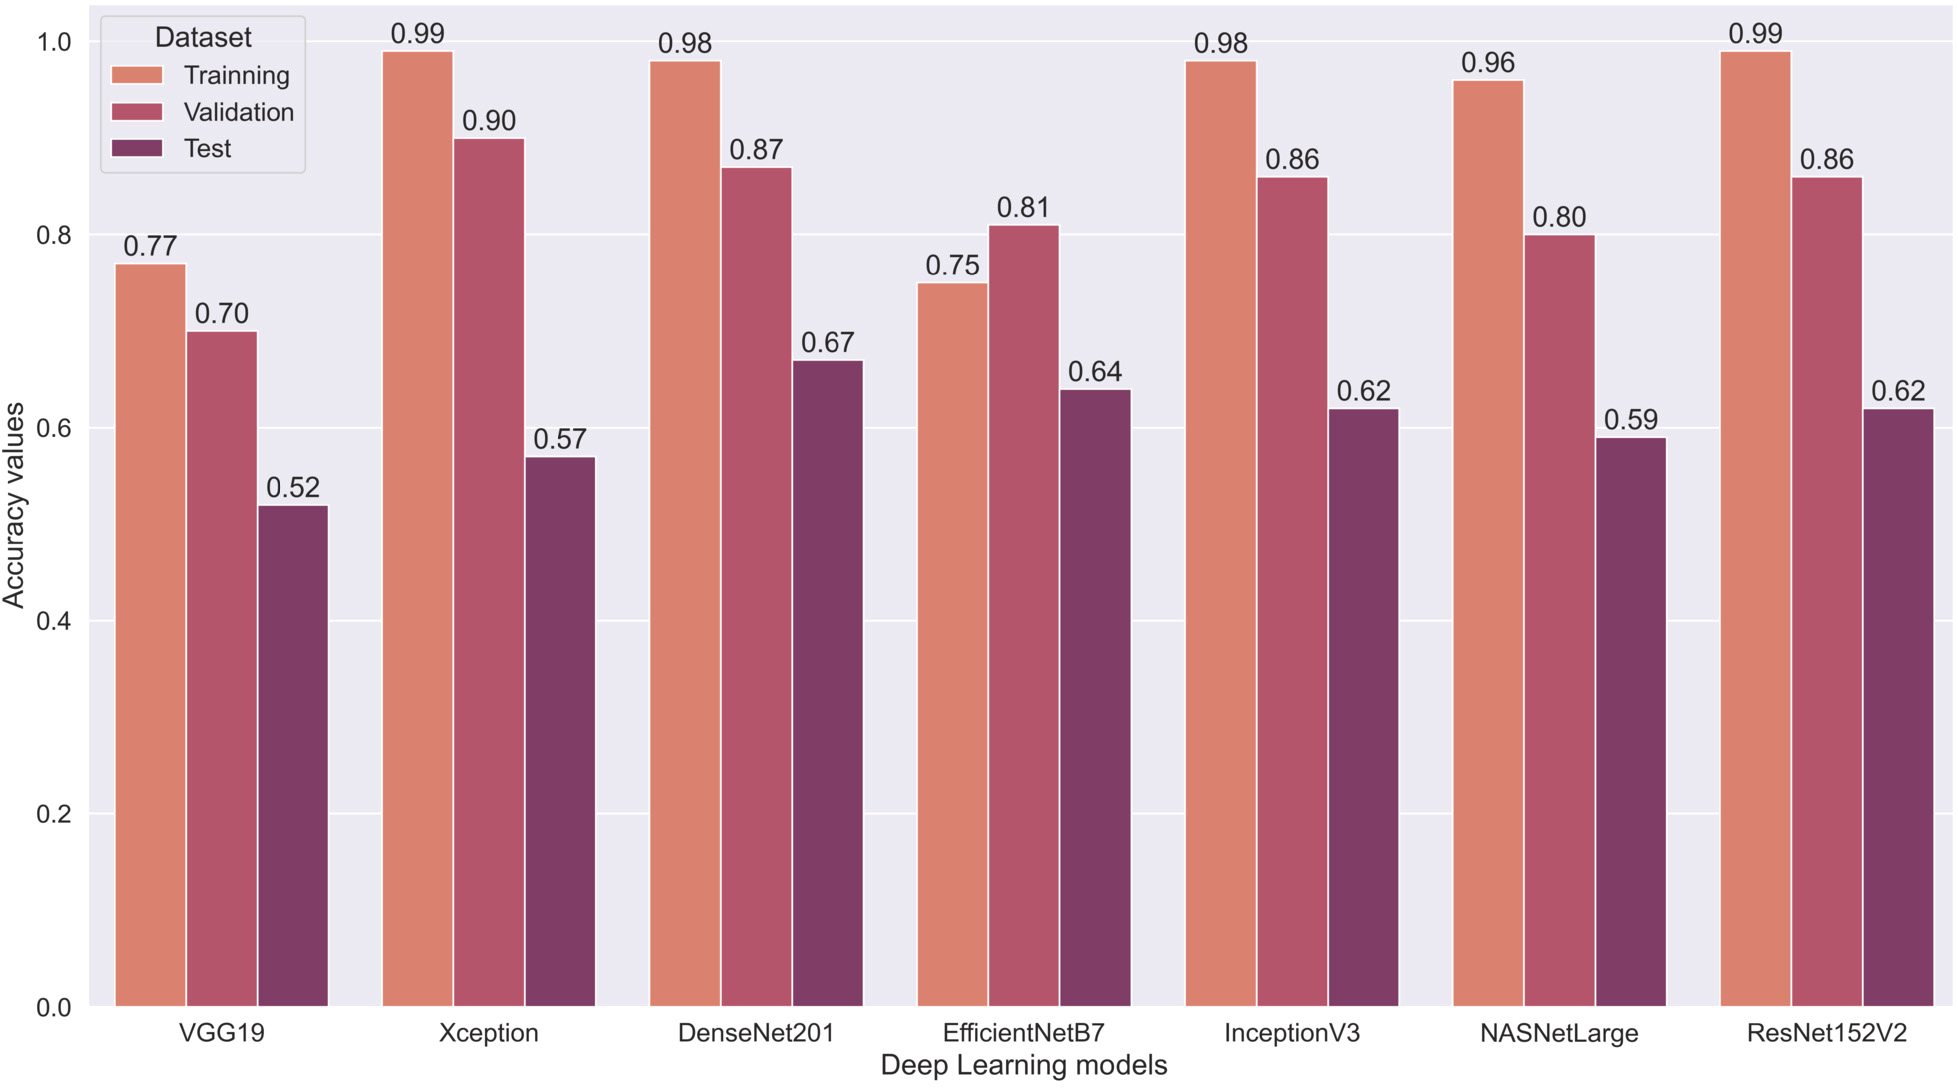 Dataset
Trainning
Validation
Test
1.0
0.8
0.6
0.4
0.2
0.0
Accuracy values
0.77
0.70
0.52
0.99
0.90
0.57
0.98
0.87
0.67
0.75
0.81
0.64
0.98
0.86
0.62
0.96
0.80
0.59
0.99
0.86
0.62
VGG19
Xception
DenseNet201
EfficientNetB7
InceptionV3
NASNetLarge
ResNet152V2
Deep Learning models